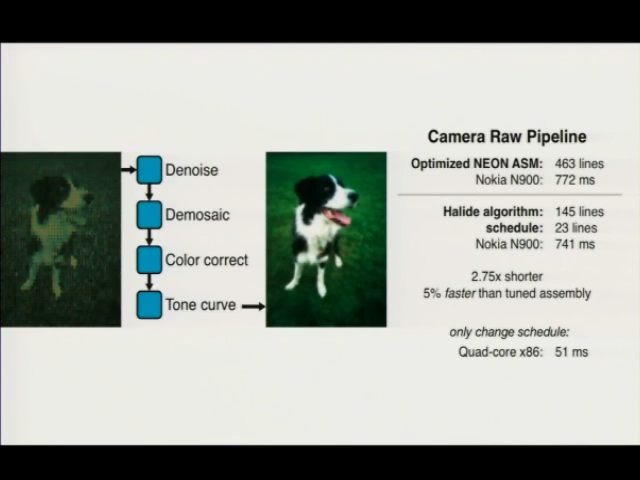 Denoise
Demosaic
Color correct
Tone curve
Camera Raw Pipeline
Optimized NEON ASM: 463 lines
Nokia N900: 772 ms
Halide algorithm: 145 lines
schedule: 23 lines
Nokia N900: 741 ms
2.75x shorter
5% faster than tuned assembly
only change schedule:
Quad-core x86: 51 ms